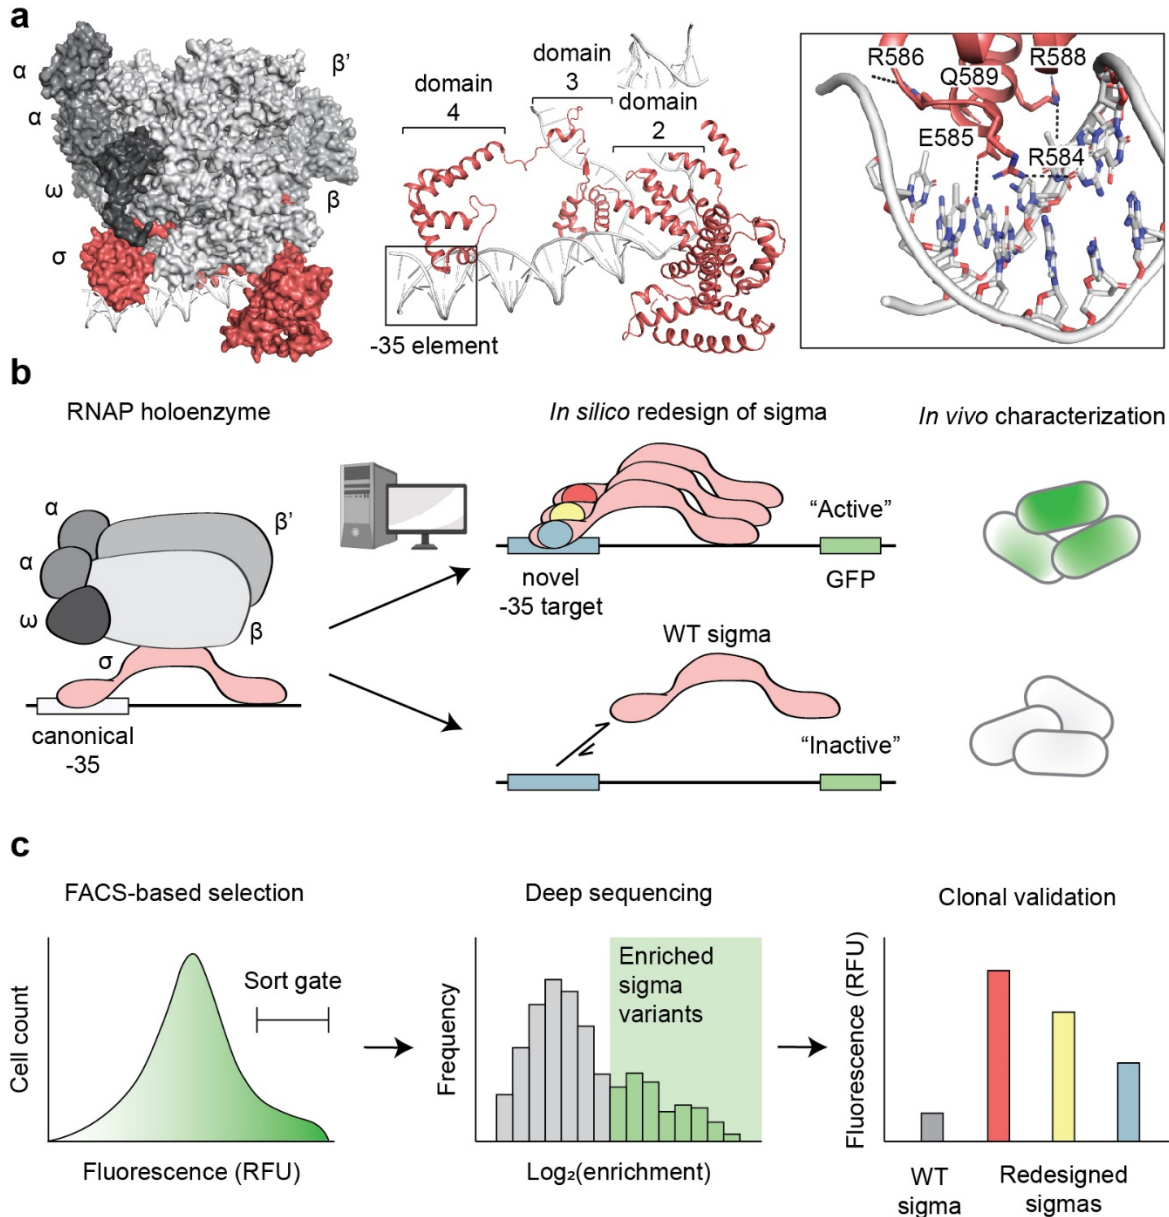 a
α
α
ω
σ
β’
β
domain
4
domain
3
domain
2
-35 element
R586
Q589
R588
E585
R584
b
RNAP holoenzyme
In silico redesign of sigma
In vivo characterization
α
α
ω
β’
β
σ
canonical
-35
novel
-35 target
“Active”
GFP
WT sigma
“Inactive”
c
FACS-based selection
Deep sequencing
Clonal validation
Cell count
Sort gate
Fluorescence (RFU)
Frequency
Enriched
sigma
variants
Log₂(enrichment)
Fluorescence (RFU)
WT
sigma
Redesigned
sigmas